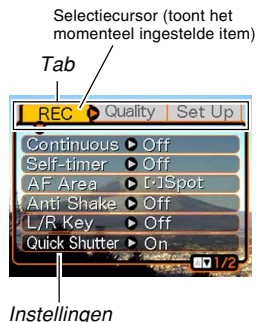 Selectiecursor (toont het
momenteel ingestelde item)
Tab
REC Quality Set Up
Continuous Off
Self-timer Off
AF Area [·]Spot
Anti Shake Off
L/R Key Off
Quick Shutter On
1/2
Instellingen